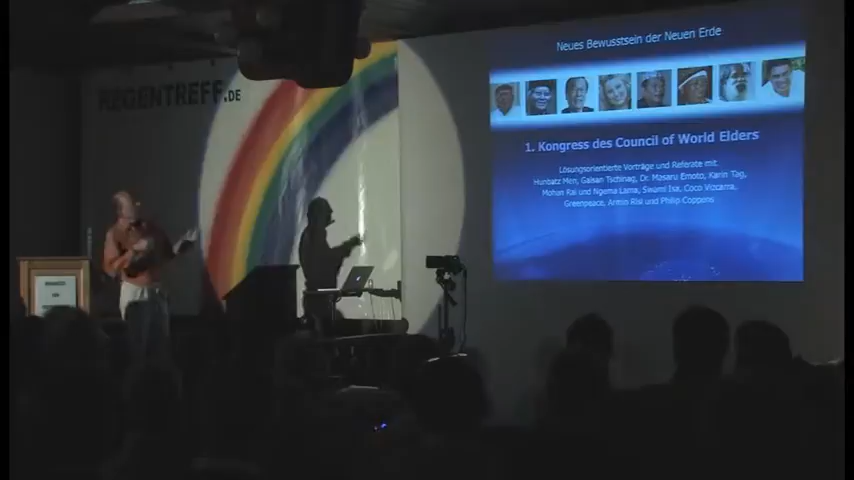 REGENTREFF.DE
Neues Bewusstsein der Neuen Erde
1. Kongress des Council of World Elders
Lösungsorientierte Vorträge und Referate mit:
Hunbatz Men, Galsan Tschinag, Dr. Masaru Emoto, Karin Tag,
Mohan Rai und Ngema Lama, Swami Isa, Coco Vizcarra,
Greenpeace, Armin Risi und Philip Coppens